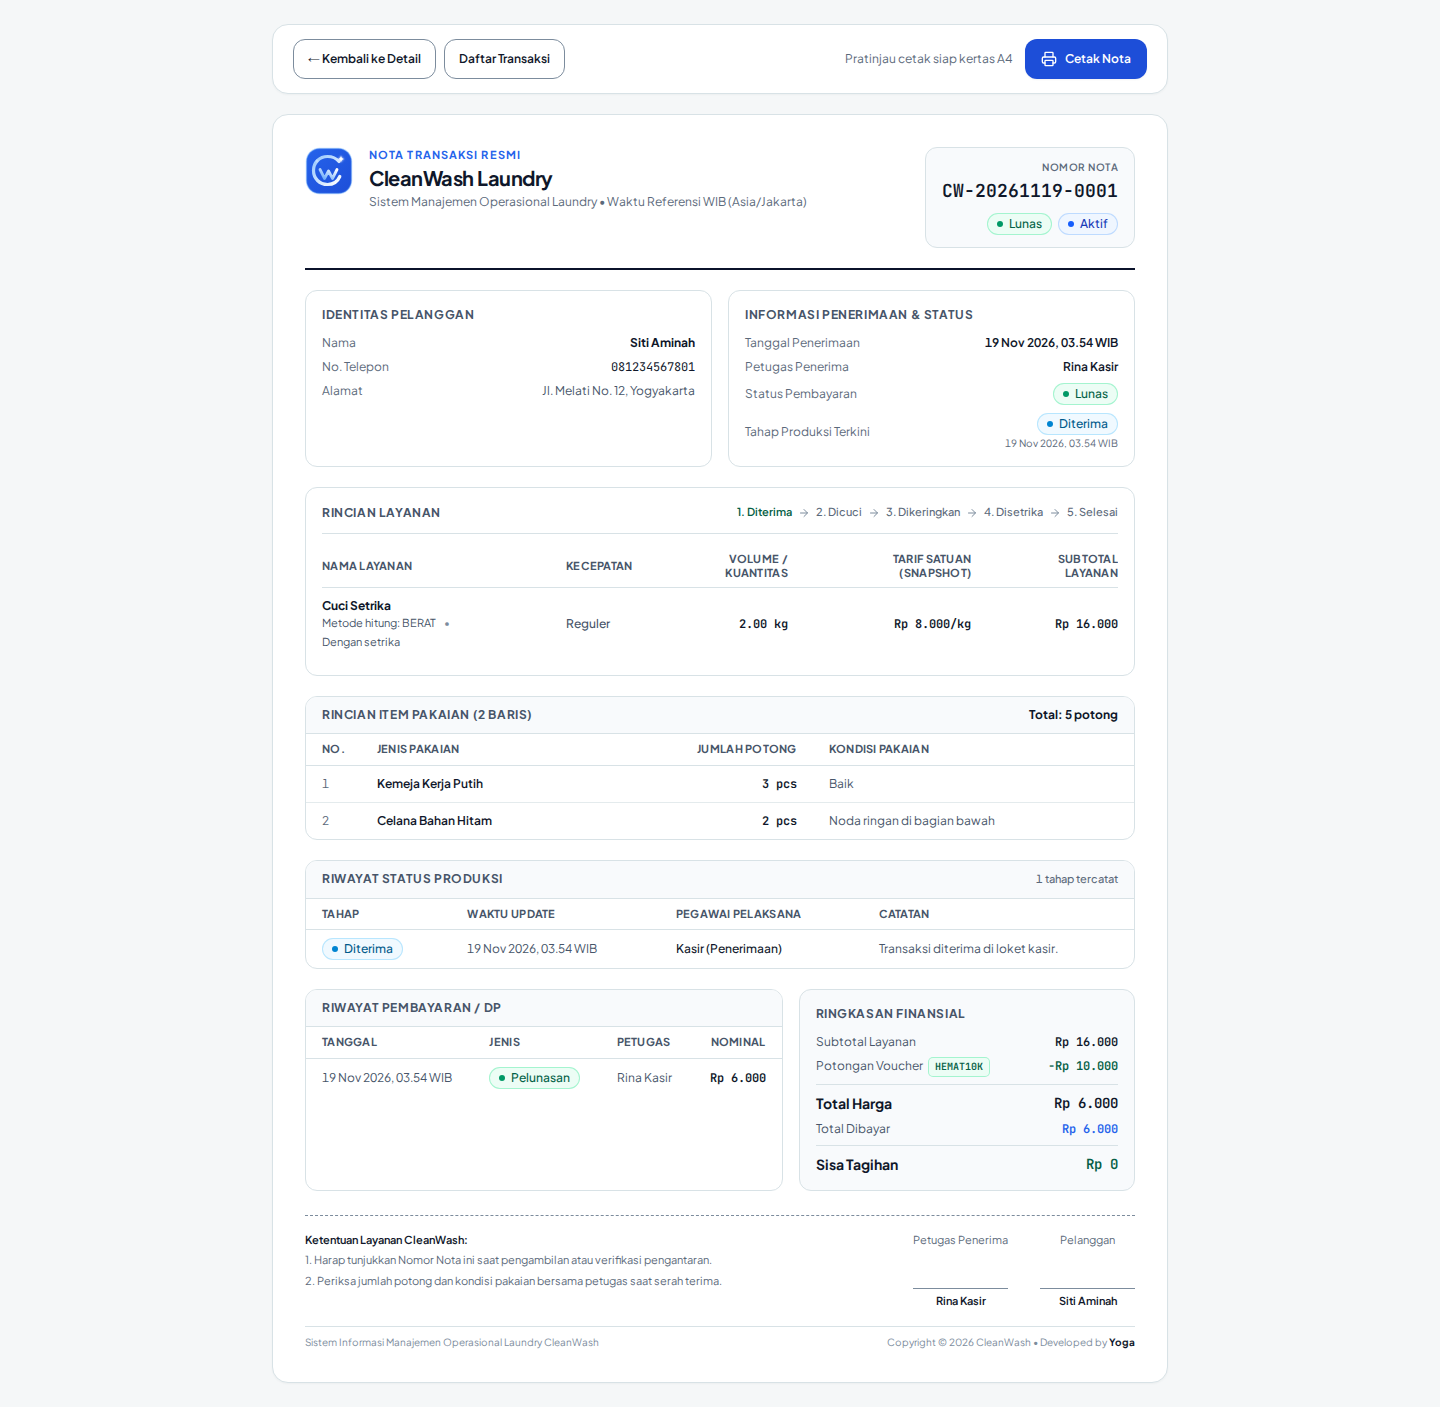 ← Kembali ke Detail
Daftar Transaksi
Pratinjau cetak siap kertas A4
Cetak Nota
NOTA TRANSAKSI RESMI
CleanWash Laundry
Sistem Manajemen Operasional Laundry • Waktu Referensi WIB (Asia/Jakarta)
NOMOR NOTA
CW-20261119-0001
Lunas
Aktif
IDENTITAS PELANGGAN
Nama Siti Aminah
No. Telepon 081234567801
Alamat Jl. Melati No. 12, Yogyakarta
INFORMASI PENERIMAAN & STATUS
Tanggal Penerimaan 19 Nov 2026, 03.54 WIB
Petugas Penerima Rina Kasir
Status Pembayaran Lunas
Tahap Produksi Terkini Diterima
19 Nov 2026, 03.54 WIB
RINCIAN LAYANAN
1. Diterima → 2. Dicuci → 3. Dikeringkan → 4. Disetrika → 5. Selesai
NAMA LAYANAN KECEPATAN VOLUME / KUANTITAS TARIF SATUAN (SNAPSHOT) SUBTOTAL LAYANAN
Cuci Setrika
Metode hitung: BERAT •
Dengan setrika
Reguler 2.00 kg Rp 8.000/kg Rp 16.000
RINCIAN ITEM PAKAIAN (2 BARIS) Total: 5 potong
NO. JENIS PAKAIAN JUMLAH POTONG KONDISI PAKAIAN
1 Kemeja Kerja Putih 3 pcs Baik
2 Celana Bahan Hitam 2 pcs Noda ringan di bagian bawah
RIWAYAT STATUS PRODUKSI 1 tahap tercatat
TAHAP WAKTU UPDATE PEGAWAI PELAKSANA CATATAN
Diterima 19 Nov 2026, 03.54 WIB Kasir (Penerimaan) Transaksi diterima di loket kasir.
RIWAYAT PEMBAYARAN / DP
TANGGAL JENIS PETUGAS NOMINAL
19 Nov 2026, 03.54 WIB Pelunasan Rina Kasir Rp 6.000
RINGKASAN FINANSIAL
Subtotal Layanan Rp 16.000
Potongan Voucher HEMAT10K -Rp 10.000
Total Harga Rp 6.000
Total Dibayar Rp 6.000
Sisa Tagihan Rp 0
Ketentuan Layanan CleanWash:
1. Harap tunjukkan Nomor Nota ini saat pengambilan atau verifikasi pengantaran.
2. Periksa jumlah potong dan kondisi pakaian bersama petugas saat serah terima.
Petugas Penerima Pelanggan
Rina Kasir Siti Aminah
Sistem Informasi Manajemen Operasional Laundry CleanWash
Copyright © 2026 CleanWash • Developed by Yoga